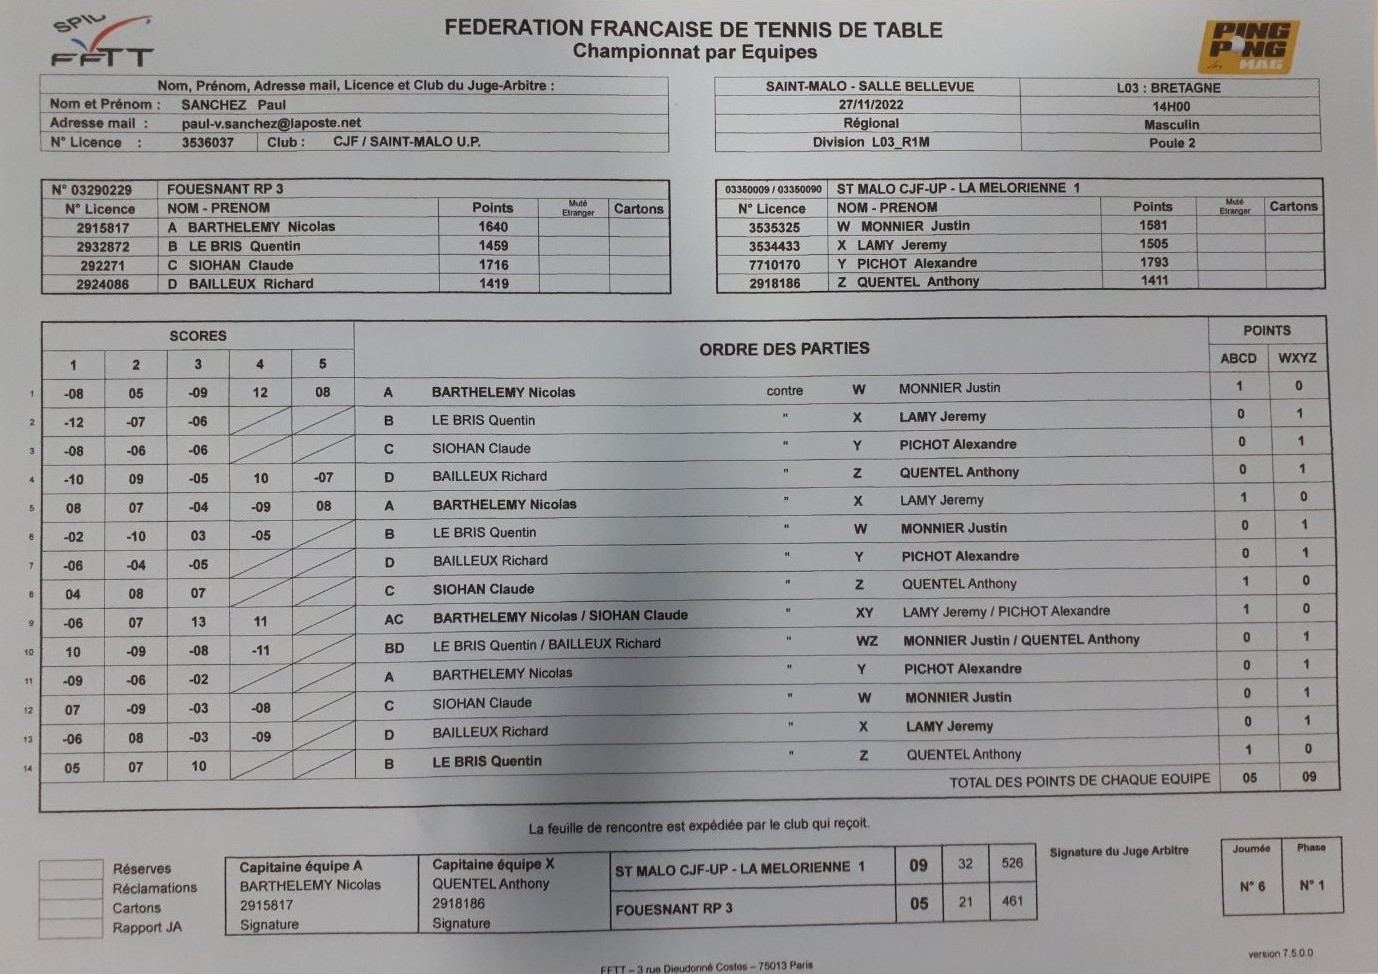 SPID
FFTT
FEDERATION FRANCAISE DE TENNIS DE TABLE
Championnat par Equipes
PING PONG MAG
Nom, Prénom, Adresse mail, Licence et Club du Juge-Arbitre :
Nom et Prénom : SANCHEZ Paul
Adresse mail : paul-v.sanchez@laposte.net
N° Licence : 3536037 Club : CJF / SAINT-MALO U.P.
SAINT-MALO - SALLE BELLEVUE L03 : BRETAGNE
27/11/2022 14H00
Régional Masculin
Division L03_R1M Poule 2
N° 03290229 FOUESNANT RP 3
N° Licence NOM - PRENOM Points Muté Etranger Cartons
2915817 A BARTHELEMY Nicolas 1640
2932872 B LE BRIS Quentin 1459
292271 C SIOHAN Claude 1716
2924086 D BAILLEUX Richard 1419
03350009 / 03350090 ST MALO CJF-UP - LA MELORIENNE 1
N° Licence NOM - PRENOM Points Muté Etranger Cartons
3535325 W MONNIER Justin 1581
3534433 X LAMY Jeremy 1505
7710170 Y PICHOT Alexandre 1793
2918186 Z QUENTEL Anthony 1411
SCORES ORDRE DES PARTIES POINTS
1 2 3 4 5 ABCD WXYZ
1 -08 05 -09 12 08 A BARTHELEMY Nicolas contre W MONNIER Justin 1 0
2 -12 -07 -06 B LE BRIS Quentin " X LAMY Jeremy 0 1
3 -08 -06 -06 C SIOHAN Claude " Y PICHOT Alexandre 0 1
4 -10 09 -05 10 -07 D BAILLEUX Richard " Z QUENTEL Anthony 0 1
5 08 07 -04 -09 08 A BARTHELEMY Nicolas " X LAMY Jeremy 1 0
6 -02 -10 03 -05 B LE BRIS Quentin " W MONNIER Justin 0 1
7 -06 -04 -05 D BAILLEUX Richard " Y PICHOT Alexandre 0 1
8 04 08 07 C SIOHAN Claude " Z QUENTEL Anthony 1 0
9 -06 07 13 11 AC BARTHELEMY Nicolas / SIOHAN Claude " XY LAMY Jeremy / PICHOT Alexandre 1 0
10 10 -09 -08 -11 BD LE BRIS Quentin / BAILLEUX Richard " WZ MONNIER Justin / QUENTEL Anthony 0 1
11 -09 -06 -02 A BARTHELEMY Nicolas " Y PICHOT Alexandre 0 1
12 07 -09 -03 -08 C SIOHAN Claude " W MONNIER Justin 0 1
13 -06 08 -03 -09 D BAILLEUX Richard " X LAMY Jeremy 0 1
14 05 07 10 B LE BRIS Quentin " Z QUENTEL Anthony 1 0
TOTAL DES POINTS DE CHAQUE EQUIPE 05 09
La feuille de rencontre est expédiée par le club qui reçoit.
Réserves
Réclamations
Cartons
Rapport JA
Capitaine équipe A
BARTHELEMY Nicolas
2915817
Signature
Capitaine équipe X
QUENTEL Anthony
2918186
Signature
ST MALO CJF-UP - LA MELORIENNE 1 09 32 526
FOUESNANT RP 3 05 21 461
Signature du Juge Arbitre
Journée Phase
N° 6 N° 1
version 7.5.0.0
FFTT – 3 rue Dieudonné Costes – 75013 Paris